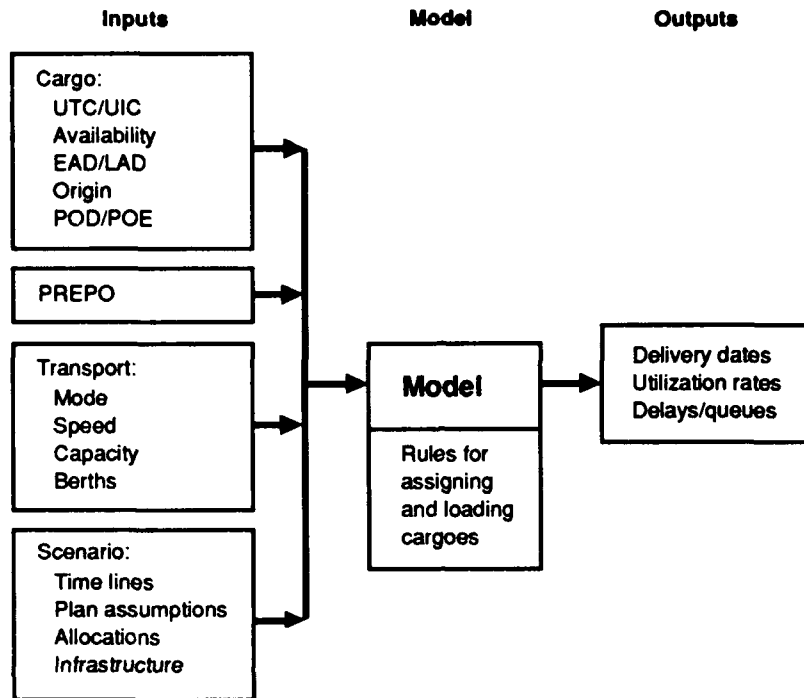 Inputs
Model
Outputs
Cargo:
UTC/UIC
Availability
EAD/LAD
Origin
POD/POE
PREPO
Transport:
Mode
Speed
Capacity
Berths
Scenario:
Time lines
Plan assumptions
Allocations
Infrastructure
Model
Rules for
assigning
and loading
cargoes
Delivery dates
Utilization rates
Delays/queues